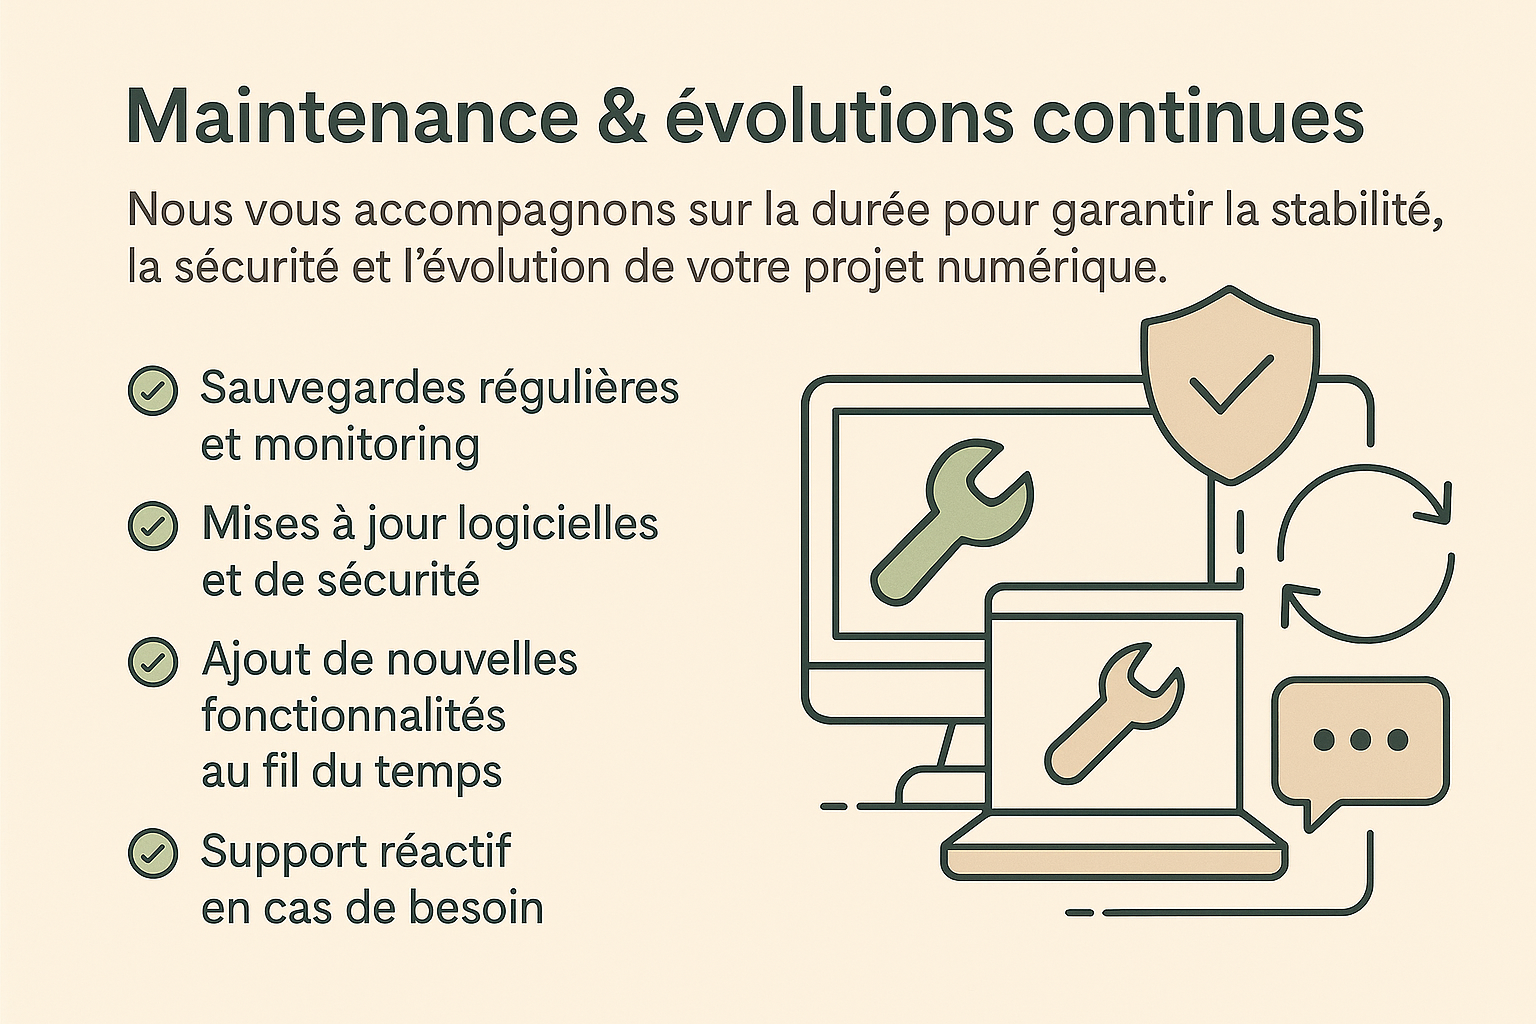 Maintenance & évolutions continues
Nous vous accompagnons sur la durée pour garantir la stabilité,
la sécurité et l’évolution de votre projet numérique.
Sauvegardes régulières
et monitoring
Mises à jour logicielles
et de sécurité
Ajout de nouvelles
fonctionnalités
au fil du temps
Support réactif
en cas de besoin